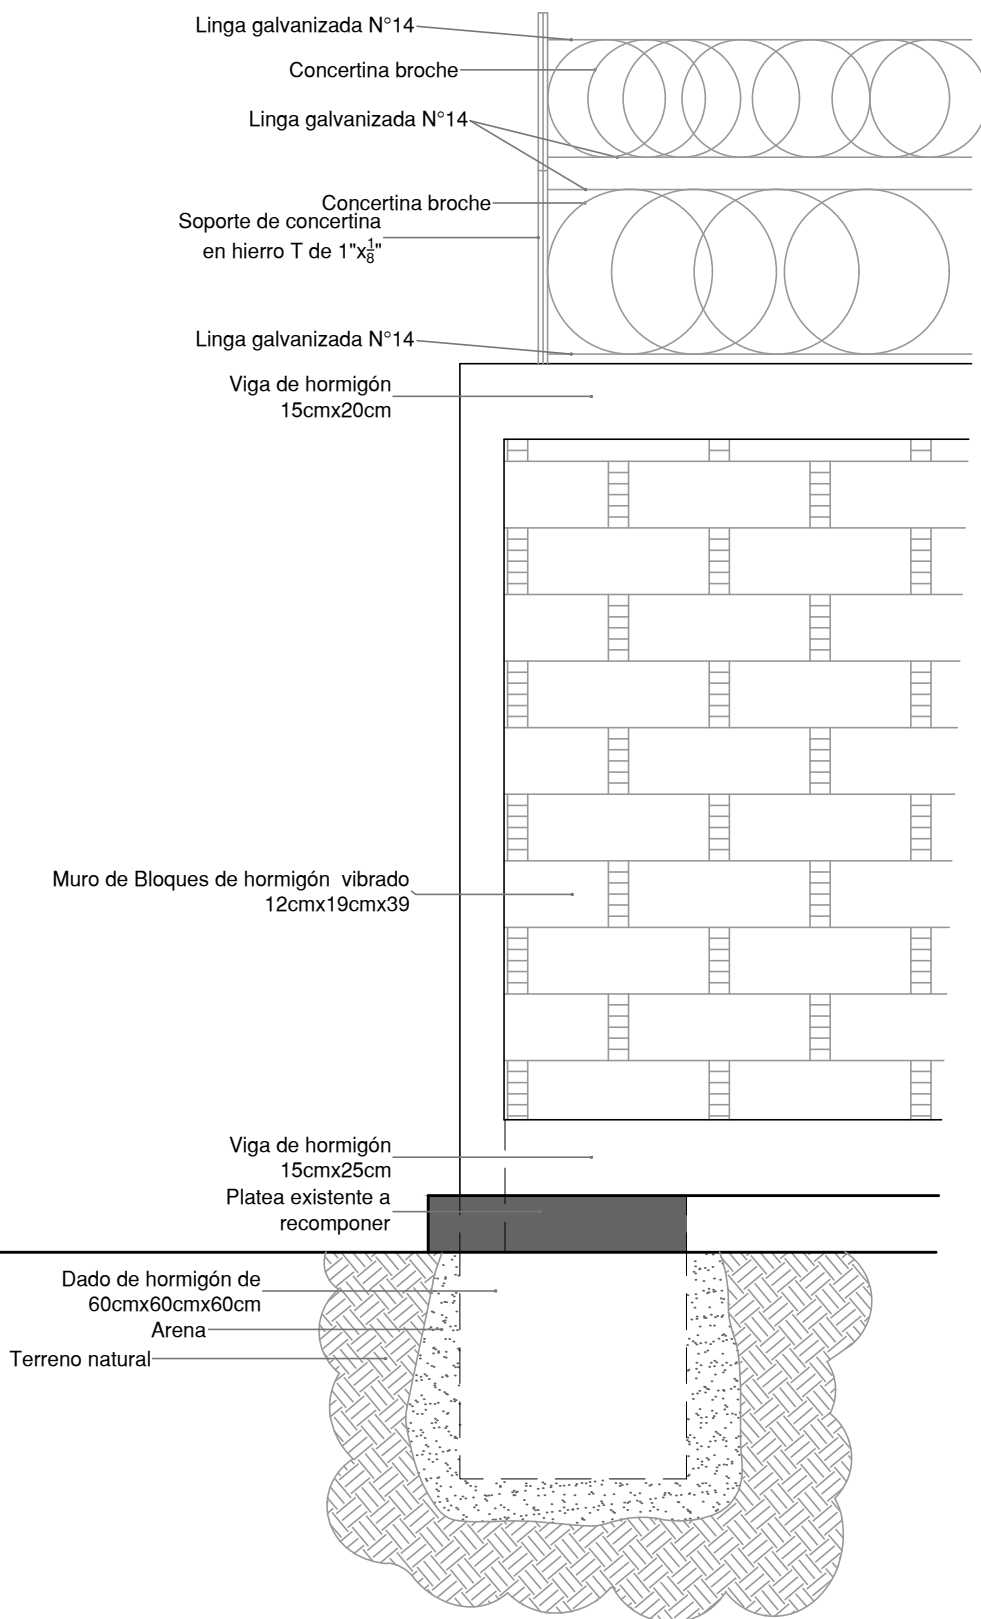 Linga galvanizada N°14
Concertina broche
Linga galvanizada N°14
Concertina broche
Soporte de concertina
en hierro T de 1"x1/8"
Linga galvanizada N°14
Viga de hormigón
15cmx20cm
Muro de Bloques de hormigón vibrado
12cmx19cmx39
Viga de hormigón
15cmx25cm
Platea existente a
recomponer
Dado de hormigón de
60cmx60cmx60cm
Arena
Terreno natural